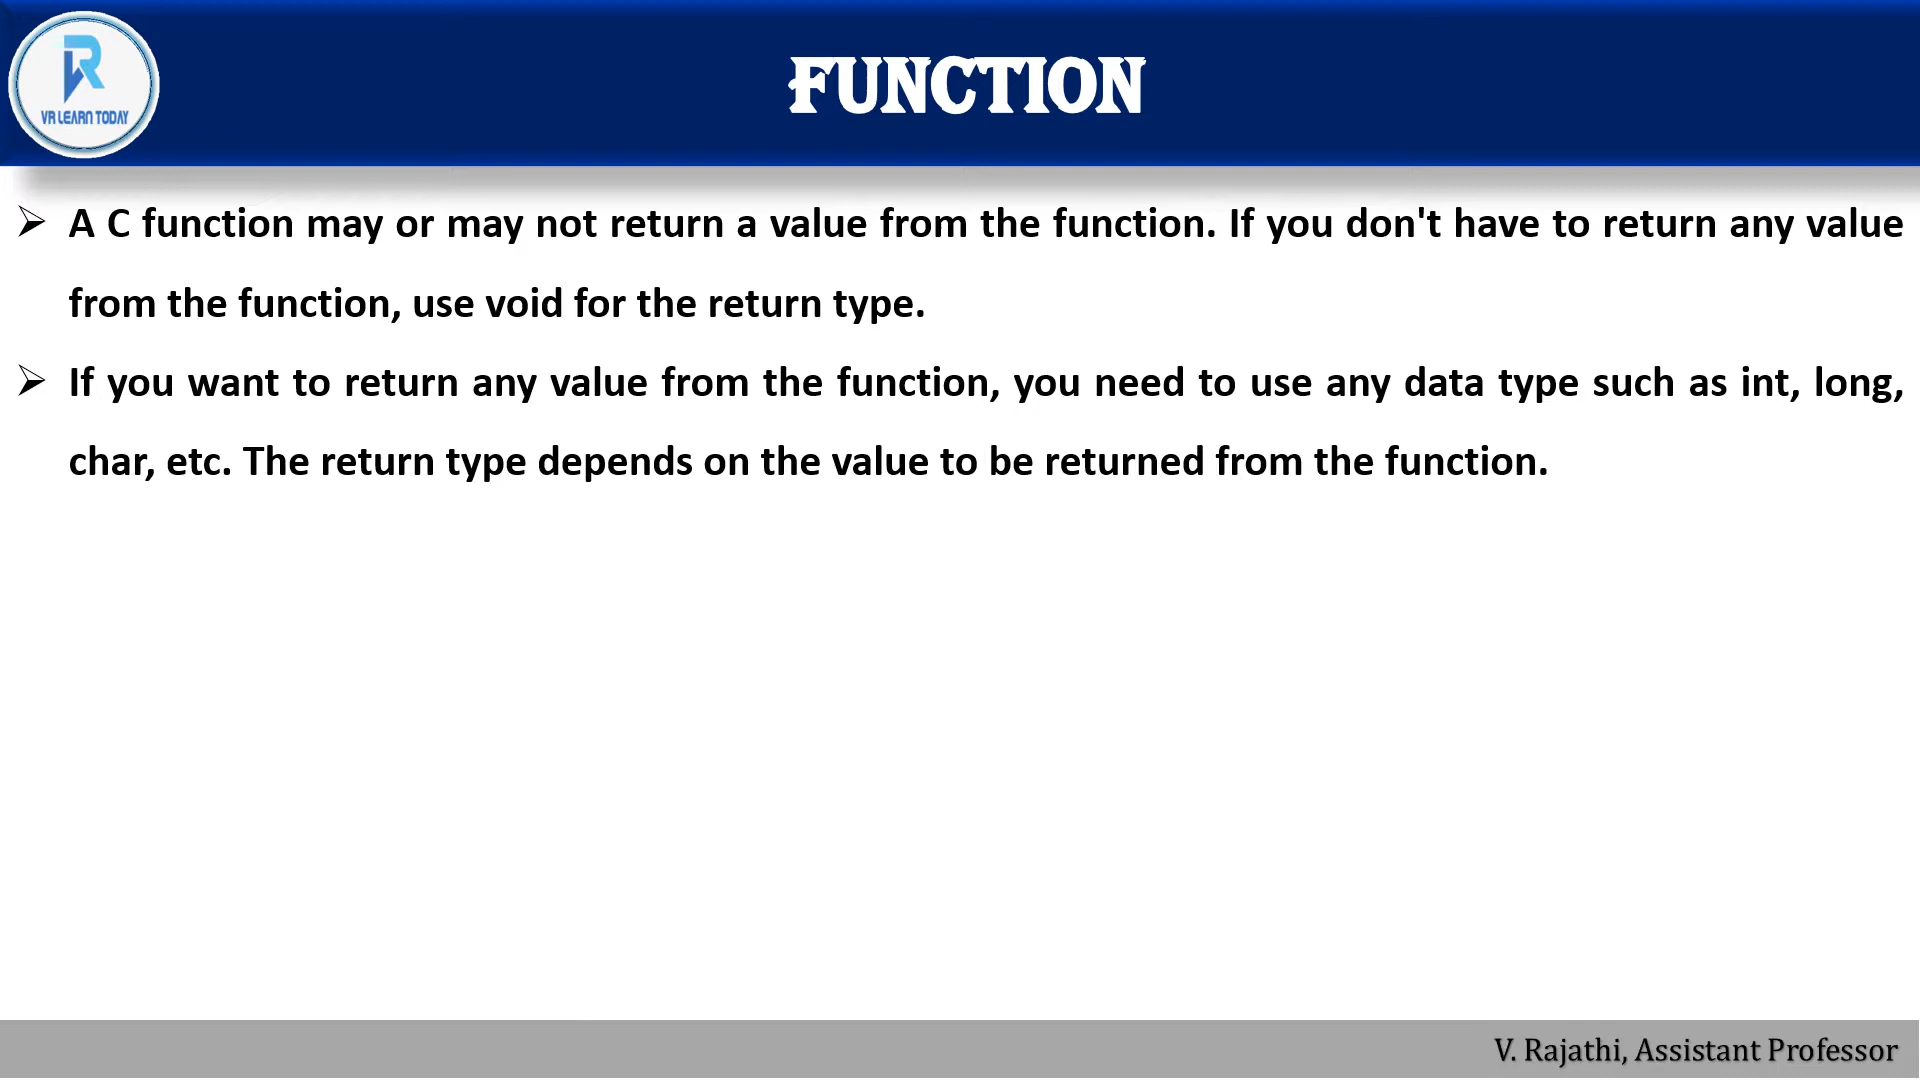 VR LEARN TODAY
FUNCTION
➢ A C function may or may not return a value from the function. If you don't have to return any value
from the function, use void for the return type.
➢ If you want to return any value from the function, you need to use any data type such as int, long,
char, etc. The return type depends on the value to be returned from the function.
V. Rajathi, Assistant Professor